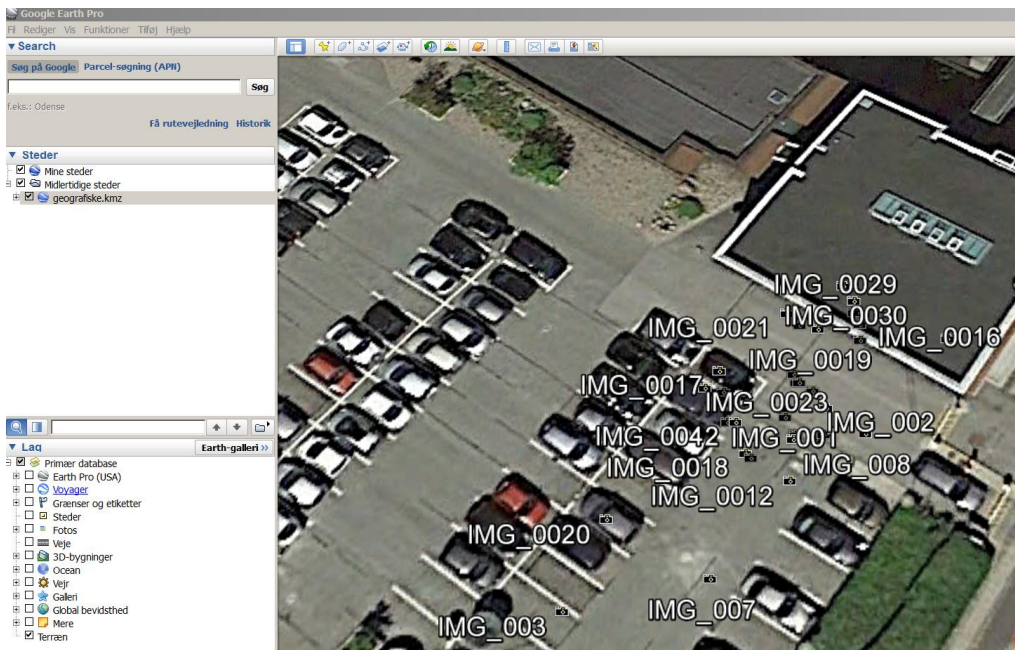 Google Earth Pro
Fil Rediger Vis Funktioner Tilføj Hjælp
Search
Søg på Google Parcel-søgning (APN)
Søg
f.eks.: Odense
Få rutevejledning Historik
Steder
Mine steder
Midlertidige steder
geografiske.kmz
Lag
Earth-galleri >>
Primær database
Earth Pro (USA)
Voyager
Grænser og etiketter
Steder
Fotos
Veje
3D-bygninger
Ocean
Vejr
Galleri
Global bevidsthed
Mere
Terræn
IMG_0029
IMG_0030
IMG_0021
IMG_0016
IMG_0019
IMG_0017
IMG_0023
IMG_002
IMG_0042
IMG_001
IMG_0018
IMG_008
IMG_0012
IMG_0020
IMG_007
IMG_003